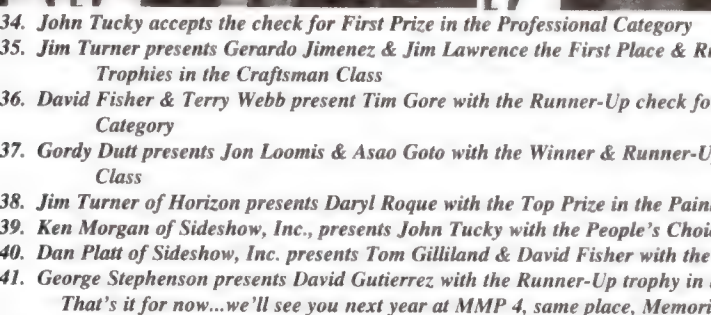 34. John Tucky accepts the check for First Prize in the Professional Category
35. Jim Turner presents Gerardo Jimenez & Jim Lawrence the First Place &
Trophies in the Craftsman Class
36. David Fisher & Terry Webb present Tim Gore with the Runner-Up check
Category
37. Gordy Dutt presents Jon Loomis & Asao Goto with the Winner &
Class
38. Jim Turner of Horizon presents Daryl Roque with the Top Prize in the
39. Ken Morgan of Sideshow, Inc., presents John Tucky with the People's
40. Dan Platt of Sideshow, Inc. presents Tom Gilliland & David Fisher with the
41. George Stephenson presents David Gutierrez with the Runner-Up trophy in
That's it for now...we'll see you next year at MMP 4, same place,